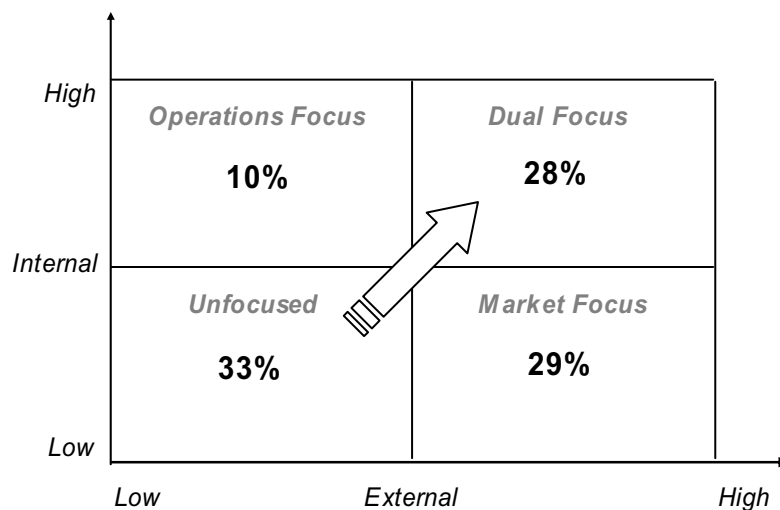 High
Operations Focus
Dual Focus
10%
28%
Internal
Unfocused
Market Focus
33%
29%
Low
Low
External
High